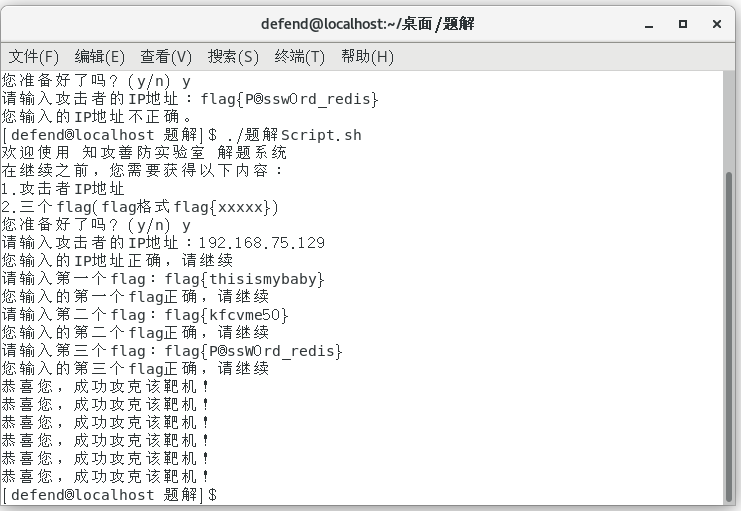 defend@localhost:~/桌面/题解
文件(F) 编辑(E) 查看(V) 搜索(S) 终端(T) 帮助(H)
您准备好了吗？(y/n) y
请输入攻击者的IP地址：flag{P@ssw0rd_redis}
您输入的IP地址不正确。
[defend@localhost 题解]$ ./题解Script.sh
欢迎使用 知攻善防实验室 解题系统
在继续之前，您需要获得以下内容：
1.攻击者IP地址
2.三个flag(flag格式flag{xxxxx})
您准备好了吗？(y/n) y
请输入攻击者的IP地址：192.168.75.129
您输入的IP地址正确，请继续
请输入第一个flag：flag{thisismybaby}
您输入的第一个flag正确，请继续
请输入第二个flag：flag{kfcvme50}
您输入的第二个flag正确，请继续
请输入第三个flag：flag{P@ssW0rd_redis}
您输入的第三个flag正确，请继续
恭喜您，成功攻克该靶机！
恭喜您，成功攻克该靶机！
恭喜您，成功攻克该靶机！
恭喜您，成功攻克该靶机！
恭喜您，成功攻克该靶机！
恭喜您，成功攻克该靶机！
[defend@localhost 题解]$